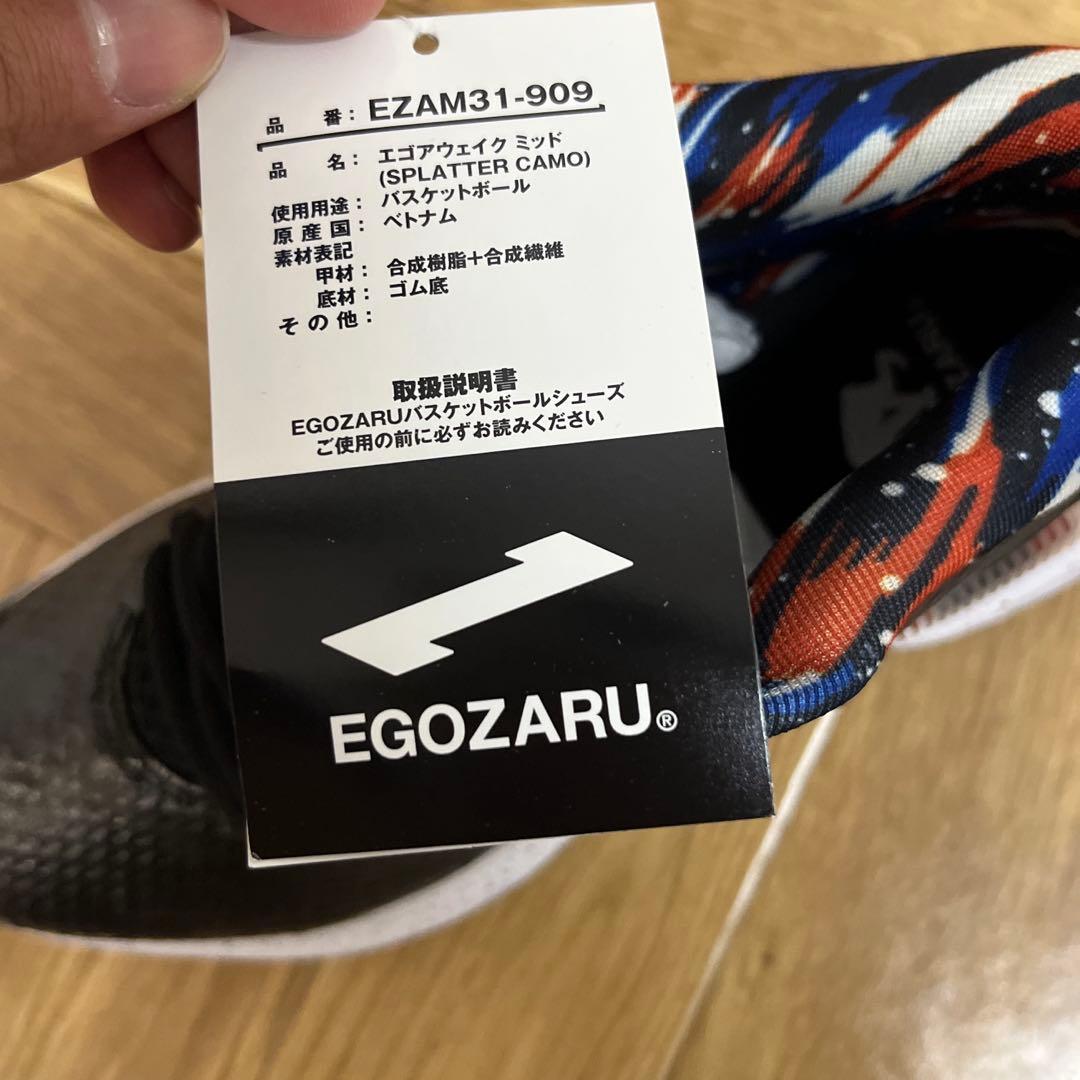 品 番: EZAM31-909
品 名: エゴアウェイク ミッド
(SPLATTER CAMO)
使用用途: バスケットボール
原産国: ベトナム
素材表記
甲材: 合成樹脂+合成繊維
底材: ゴム底
その他:
取扱説明書
EGOZARUバスケットボールシューズ
ご使用の前に必ずお読みください
EGOZARU®